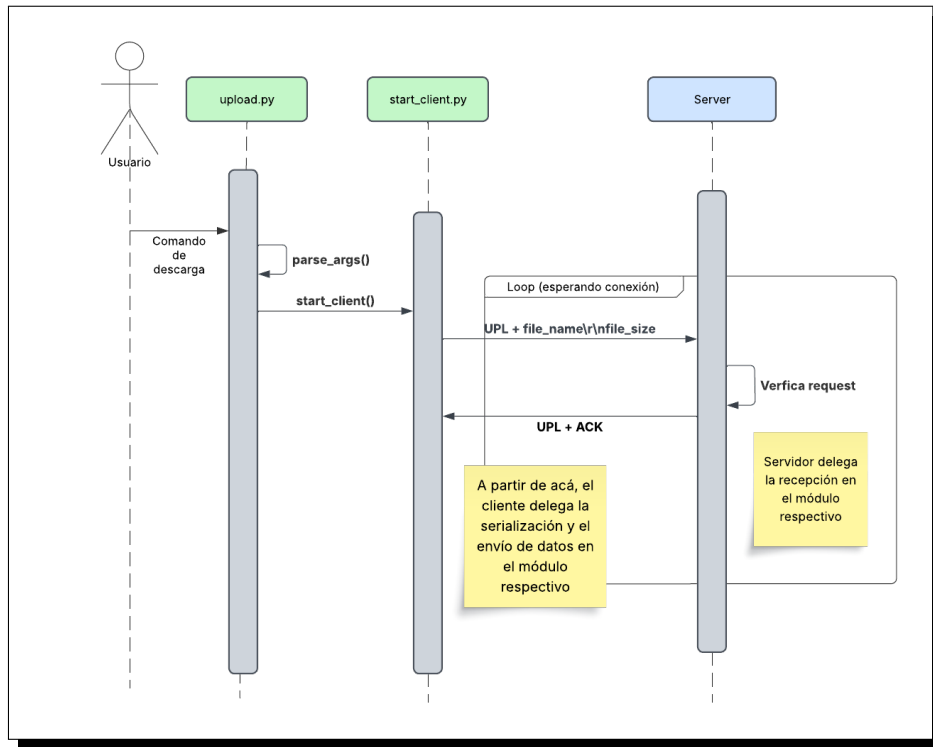 upload.py
start_client.py
Server
Usuario
Comando
de
descarga
parse_args()
start_client()
Loop (esperando conexión)
UPL + file_name\r\nfile_size
Verfica request
UPL + ACK
Servidor delega
la recepción en
el módulo
respectivo
A partir de acá, el
cliente delega la
serialización y el
envío de datos en
el módulo
respectivo